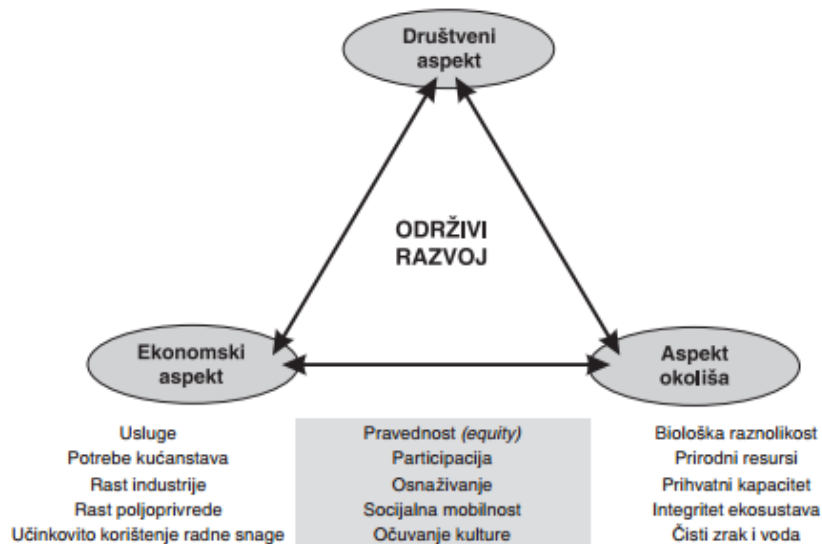 Društveni
aspekt
ODRŽIVI
RAZVOJ
Ekonomski
aspekt
Aspekt
okoliša
Usluge
Potrebe kućanstava
Rast industrije
Rast poljoprivrede
Učinkovito korištenje radne snage
Pravednost (equity)
Participacija
Osnaživanje
Socijalna mobilnost
Očuvanje kulture
Biološka raznolikost
Prirodni resursi
Prihvatni kapacitet
Integritet ekosustava
Čisti zrak i voda